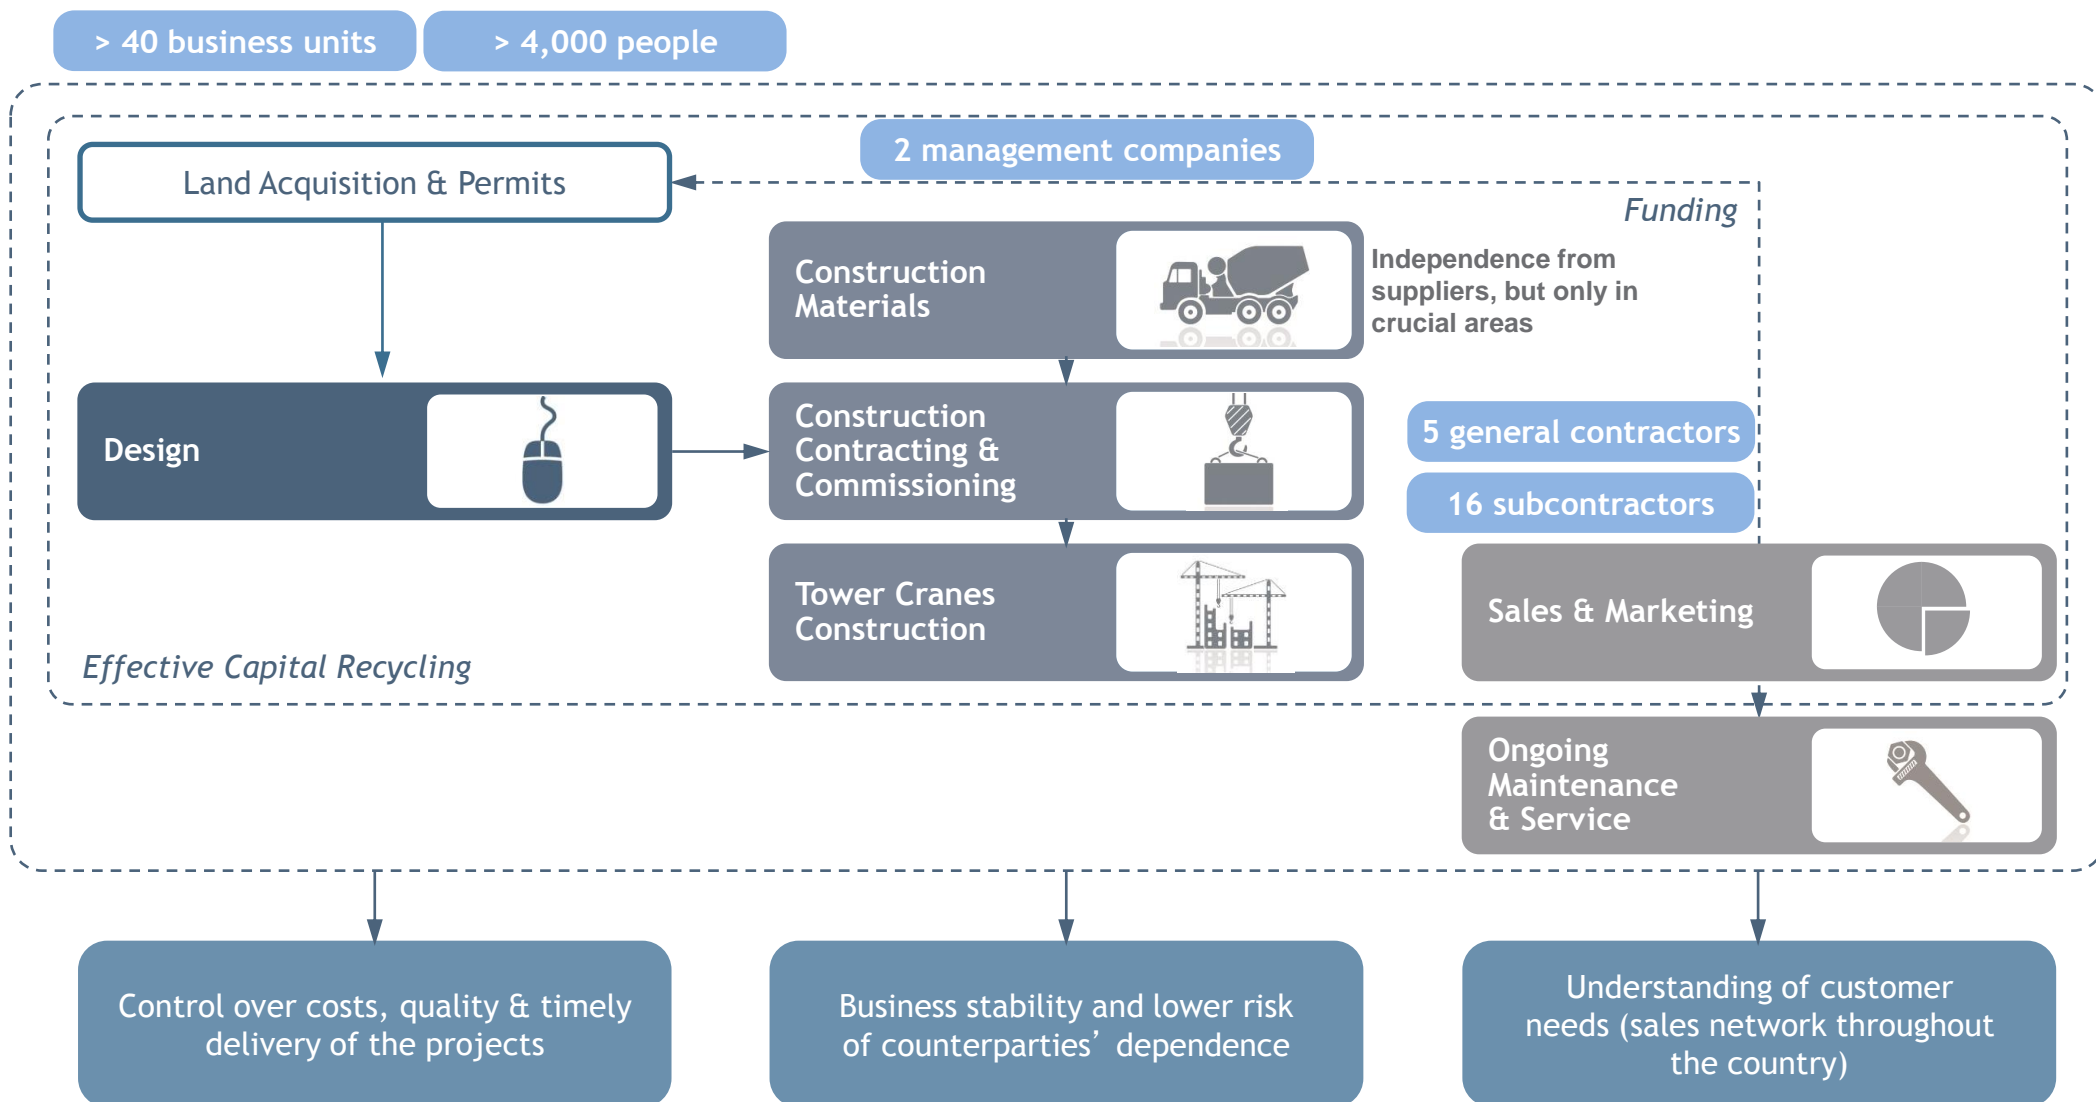 > 40 business units
> 4,000 people
2 management companies
Land Acquisition & Permits
Funding
Construction
Materials
Independence from
suppliers, but only in
crucial areas
Design
Construction
Contracting &
Commissioning
5 general contractors
16 subcontractors
Tower Cranes
Construction
Sales & Marketing
Effective Capital Recycling
Ongoing
Maintenance
& Service
Control over costs, quality & timely
delivery of the projects
Business stability and lower risk
of counterparties’ dependence
Understanding of customer
needs (sales network throughout
the country)